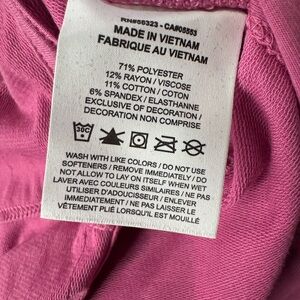 RN#56323 - CA#05553
MADE IN VIETNAM
FABRIQUE AU VIETNAM
71% POLYESTER
12% RAYON / VISCOSE
11% COTTON / COTON
6% SPANDEX / ELASTHANNE
EXCLUSIVE OF DECORATION /
DECORATION NON COMPRISE
30C
WASH WITH LIKE COLORS / DO NOT USE
SOFTENERS / REMOVE IMMEDIATELY / DO
NOT ALLOW TO LAY ON ITSELF WHEN WET
LAVER AVEC COULEURS SIMILAIRES / NE PAS
UTILISER D'ADOUCISSEUR / ENLEVER
IMMEDIATEMENT / NE PAS LAISSER LE
VÊTEMENT PLIÉ LORSQU'IL EST MOUILLÉ